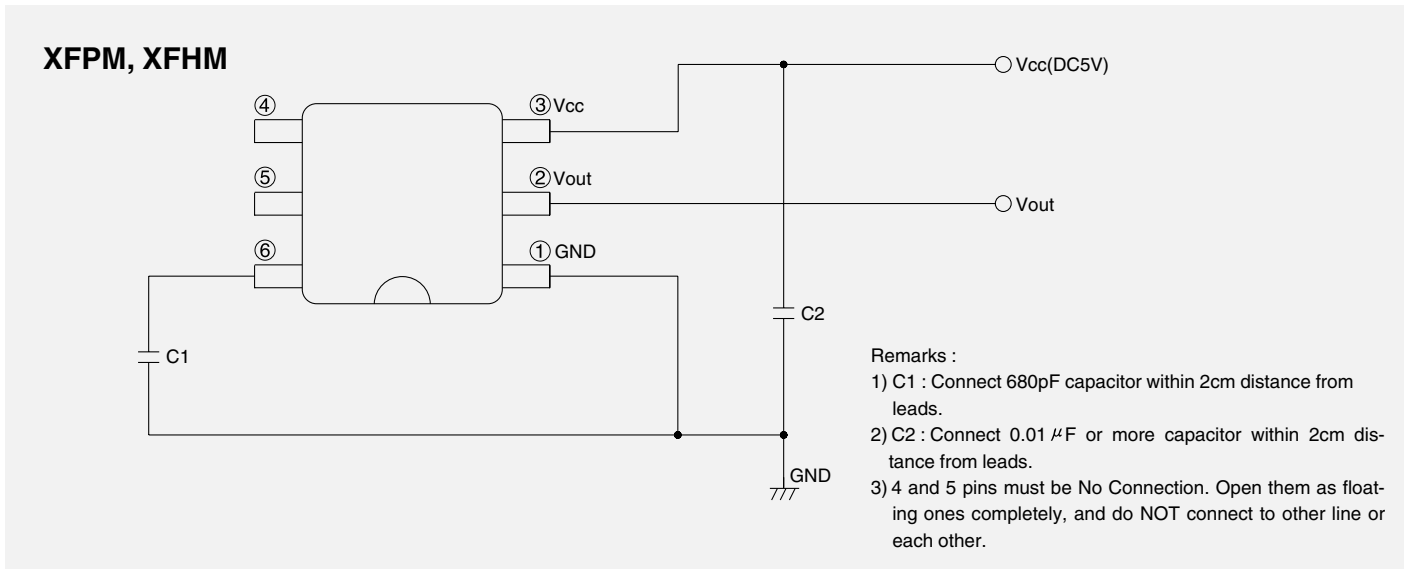 XFPM, XFHM
④
③Vcc
Vcc(DC5V)
⑤
②Vout
Vout
⑥
① GND
C1
C2
GND
Remarks :
1) C1 : Connect 680pF capacitor within 2cm distance from
leads.
2) C2 : Connect 0.01 μF or more capacitor within 2cm dis-
tance from leads.
3) 4 and 5 pins must be No Connection. Open them as float-
ing ones completely, and do NOT connect to other line or
each other.